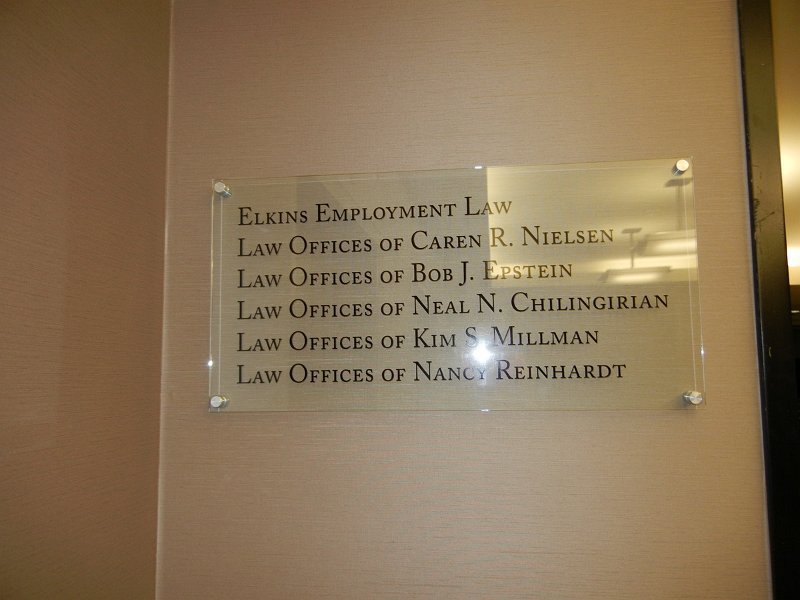 Elkins Employment Law
Law Offices of Caren R. Nielsen
Law Offices of Bob J. Epstein
Law Offices of Neal N. Chilingirian
Law Offices of Kim S. Millman
Law Offices of Nancy Reinhardt